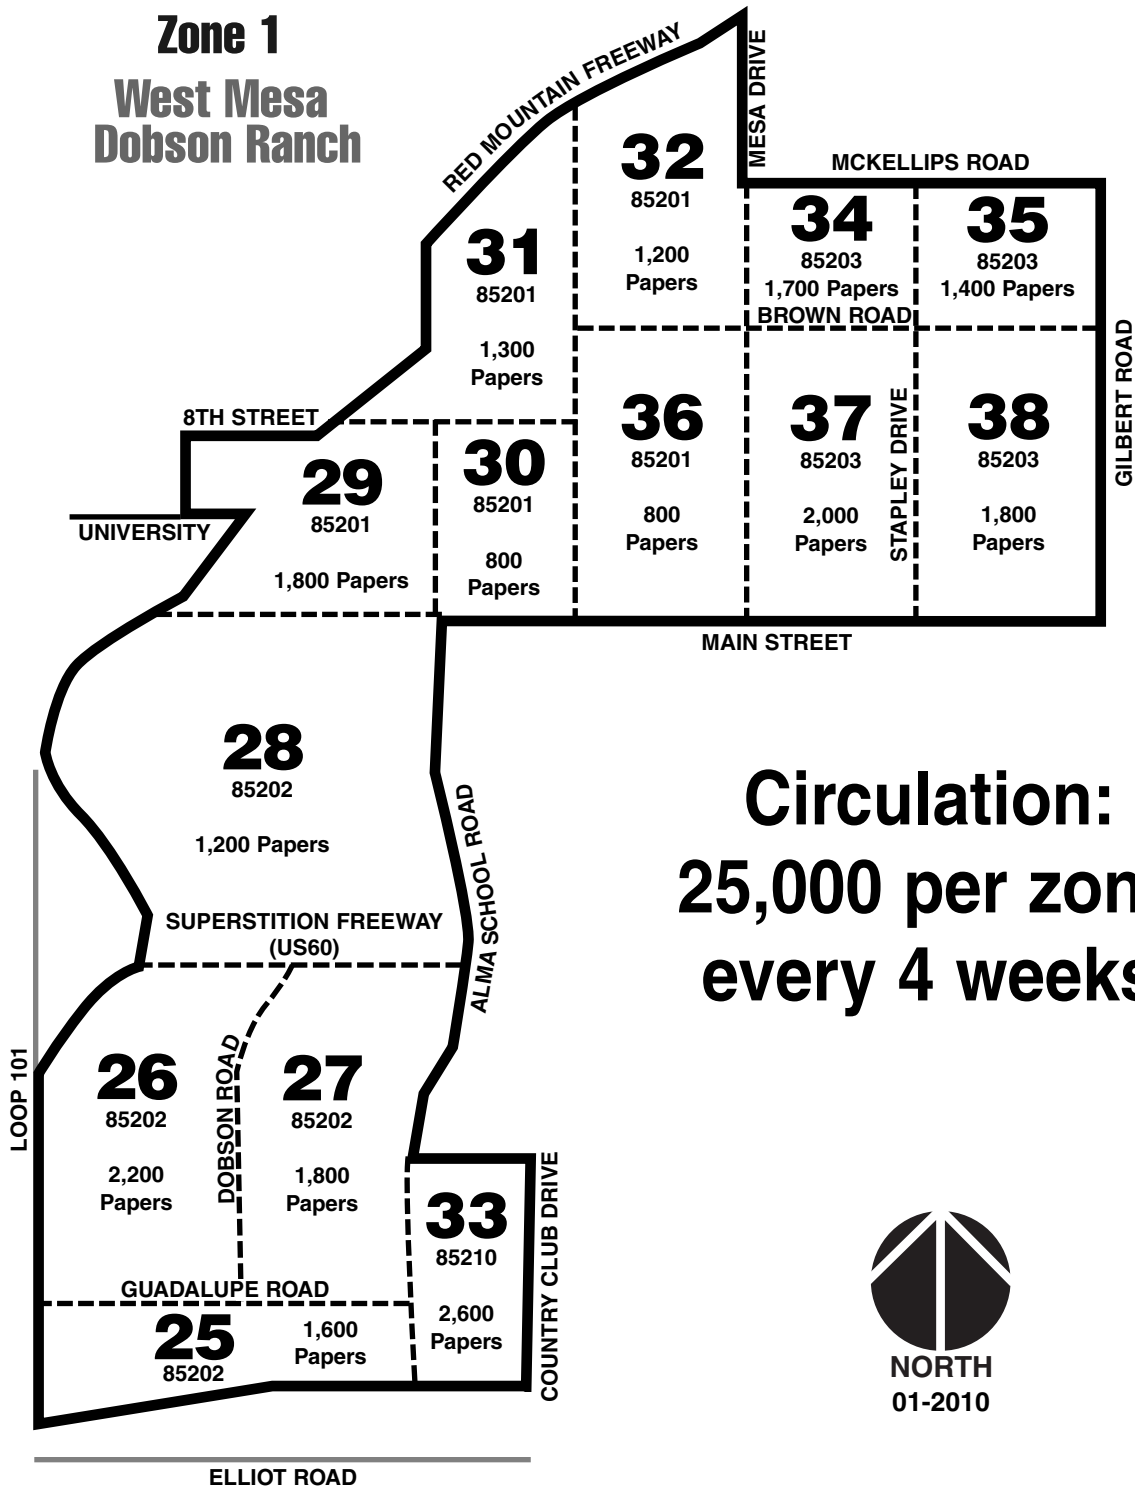 Zone 1
West Mesa
Dobson Ranch
RED MOUNTAIN FREEWAY
MESA DRIVE
MCKELLIPS ROAD
32
85201
1,200
Papers
34
85203
1,700 Papers
35
85203
1,400 Papers
BROWN ROAD
31
85201
1,300
Papers
GILBERT ROAD
8TH STREET
36
85201
800
Papers
37
85203
2,000
Papers
STAPLEY DRIVE
38
85203
1,800
Papers
29
85201
1,800 Papers
30
85201
800
Papers
UNIVERSITY
MAIN STREET
28
85202
1,200 Papers
ALMA SCHOOL ROAD
SUPERSTITION FREEWAY
(US60)
Circulation:
25,000 per zon
every 4 weeks
LOOP 101
26
85202
2,200
Papers
DOBSON ROAD
27
85202
1,800
Papers
33
85210
2,600
Papers
COUNTRY CLUB DRIVE
GUADALUPE ROAD
25
85202
1,600
Papers
NORTH
01-2010
ELLIOT ROAD